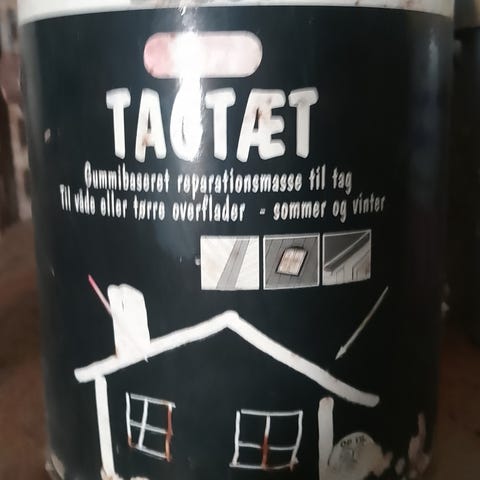 TAGTÆT
Gummibaseret reparationsmasse til tag
Til våde eller tørre overflader - sommer og vinter